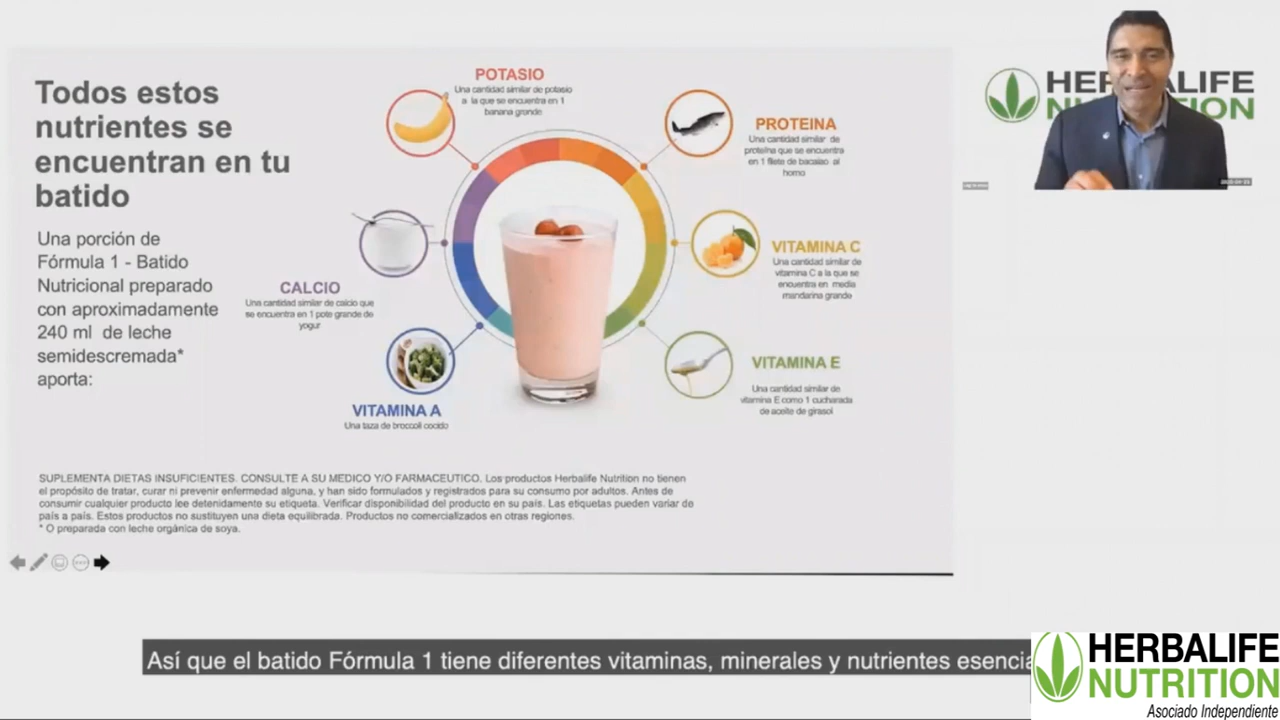 Todos estos
nutrientes se
encuentran en tu
batido
Una porción de
Fórmula 1 - Batido
Nutricional preparado
con aproximadamente
240 ml de leche
semidescremada*
aporta:
POTASIO
Una cantidad similar de potasio
a la que se encuentra en 1
banana grande
PROTEINA
Una cantidad similar de
proteína que se encuentra
en 1 filete de bacalao al
horno
CALCIO
Una cantidad similar de calcio que
se encuentra en 1 pote grande de
yogur
VITAMINA C
Una cantidad similar de
vitamina C a la que se
encuentra en media
mandarina grande
VITAMINA A
Una taza de broccoli cocido
VITAMINA E
Una cantidad similar de
vitamina E como 1 cucharada
de aceite de girasol
SUPLEMENTA DIETAS INSUFICIENTES. CONSULTE A SU MEDICO Y/O FARMACEUTICO. Los productos Herbalife Nutrition no tienen
el propósito de tratar, curar ni prevenir enfermedad alguna, y han sido formulados y registrados para su consumo por adultos. Antes de
consumir cualquier producto lee detenidamente su etiqueta. Verificar disponibilidad del producto en su país. Las etiquetas pueden variar de
país a país. Estos productos no sustituyen una dieta equilibrada. Productos no comercializados en otras regiones.
* O preparada con leche orgánica de soya.
HERBALIFE
NUTRITION
Así que el batido Fórmula 1 tiene diferentes vitaminas, minerales y nutrientes esencia
HERBALIFE
NUTRITION
Asociado Independiente